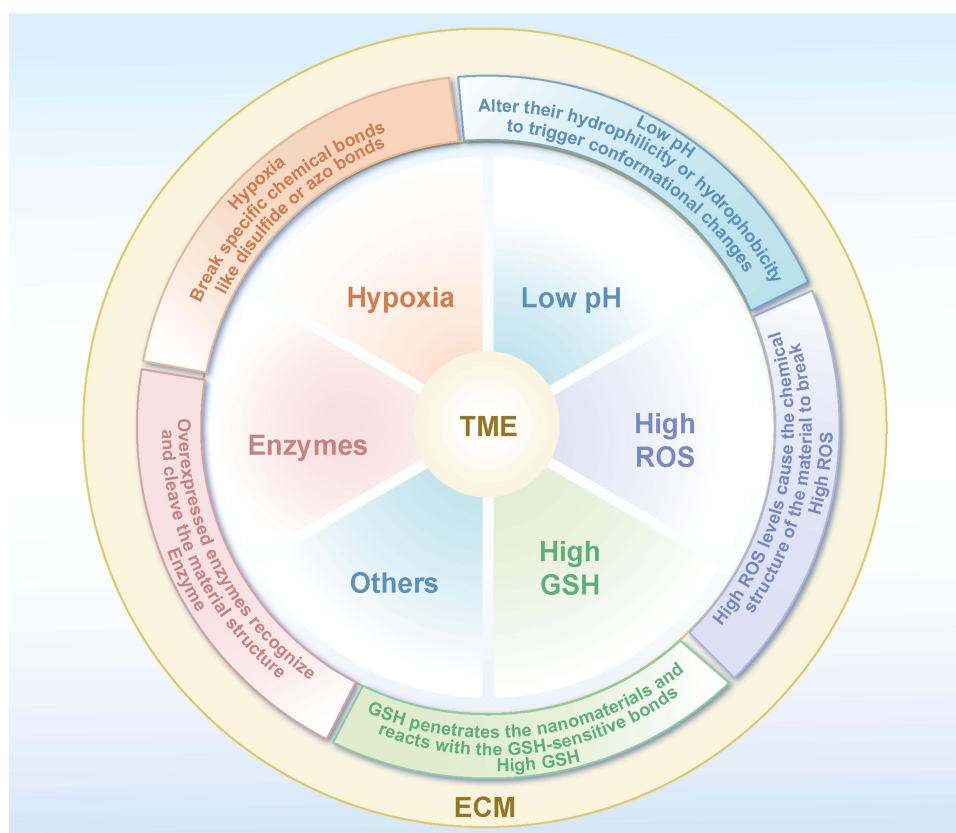 Low pH
Alter their hydrophilicity or hydrophobicity
to trigger conformational changes
High ROS levels cause the chemical
structure of the material to break
High ROS
GSH penetrates the nanomaterials and
reacts with the GSH-sensitive bonds
High GSH
Overexpressed enzymes recognize
and cleave the material structure
Enzyme
Hypoxia
Break specific chemical bonds
like disulfide or azo bonds
Hypoxia
Low pH
High
ROS
High
GSH
Others
Enzymes
TME
ECM